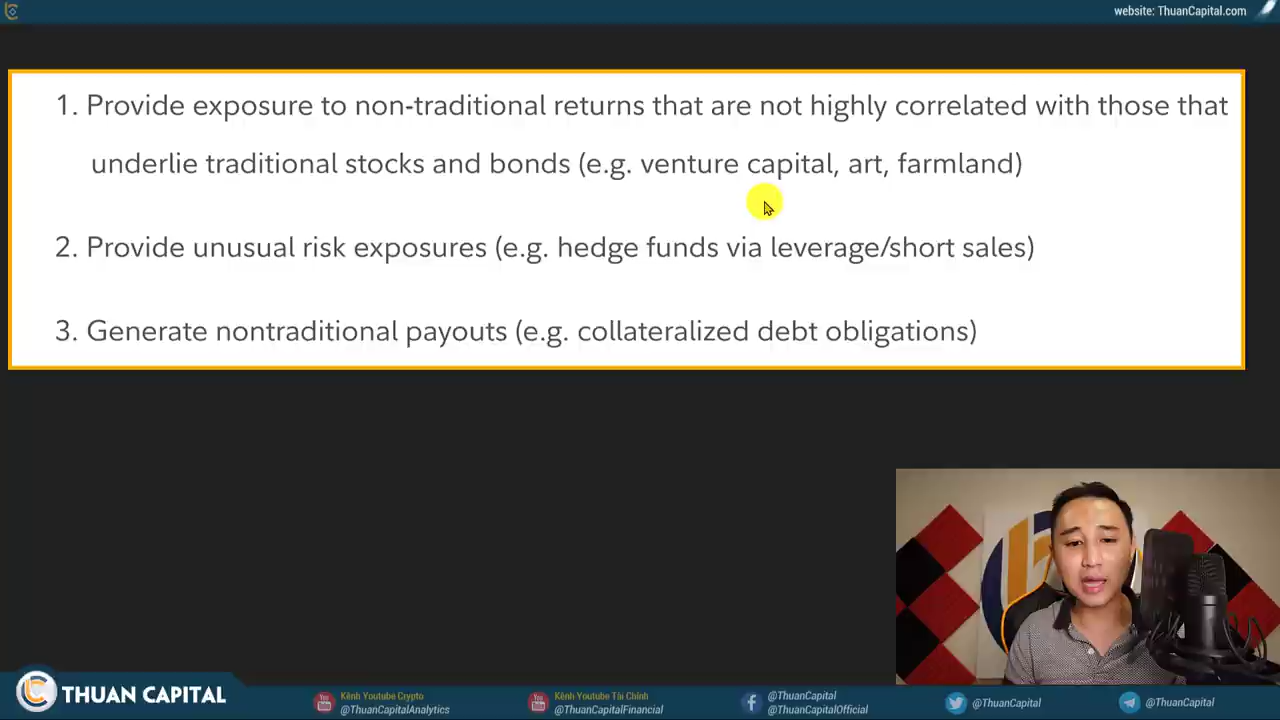 website: ThuanCapital.com
1. Provide exposure to non-traditional returns that are not highly correlated with those that
underlie traditional stocks and bonds (e.g. venture capital, art, farmland)
2. Provide unusual risk exposures (e.g. hedge funds via leverage/short sales)
3. Generate nontraditional payouts (e.g. collateralized debt obligations)
THUAN CAPITAL
You
Kênh Youtube Crypto
@ThuanCapitalAnalytics
You
Kênh Youtube Tài Chính
@ThuanCapitalFinancial
@ThuanCapital
@ThuanCapitalOfficial
@ThuanCapital
@ThuanCapital